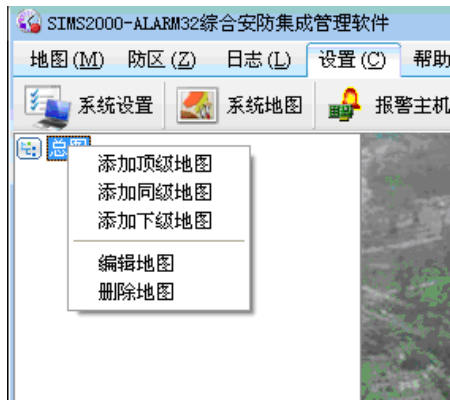 SIMS2000-ALARM32综合安防集成管理软件
地图(M) 防区(Z) 日志(L) 设置(C) 帮助
系统设置 系统地图 报警主机
总图
添加顶级地图
添加同级地图
添加下级地图
编辑地图
删除地图